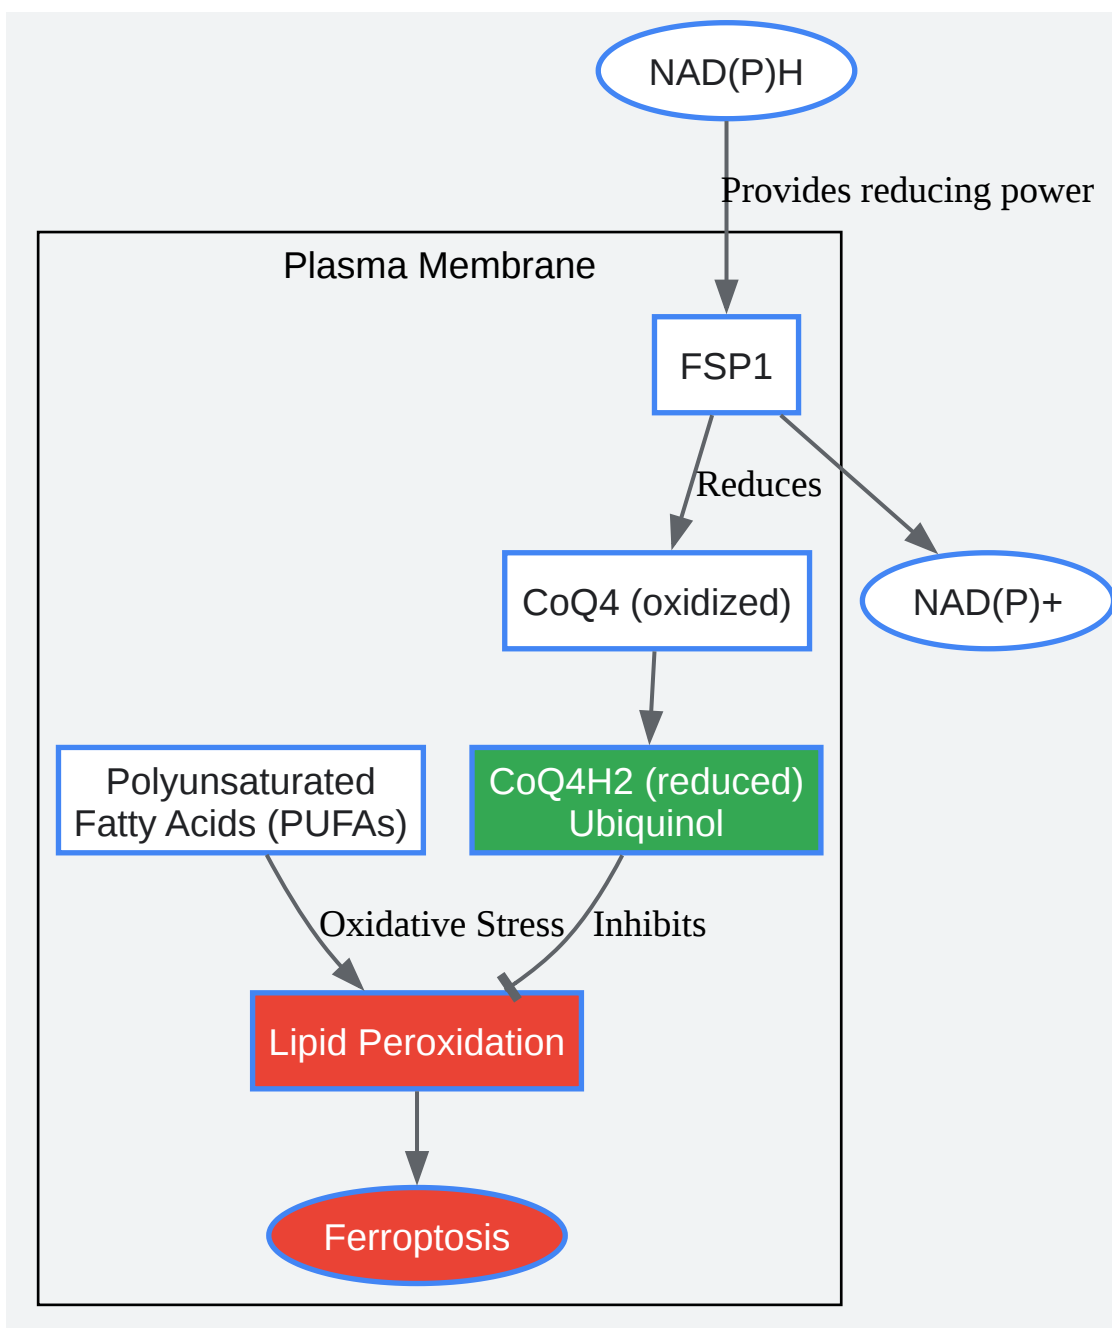 NAD(P)H
Provides reducing power
Plasma Membrane
FSP1
Reduces
CoQ4 (oxidized)
NAD(P)+
Polyunsaturated
Fatty Acids (PUFAs)
CoQ4H2 (reduced)
Ubiquinol
Oxidative Stress
Inhibits
Lipid Peroxidation
Ferroptosis